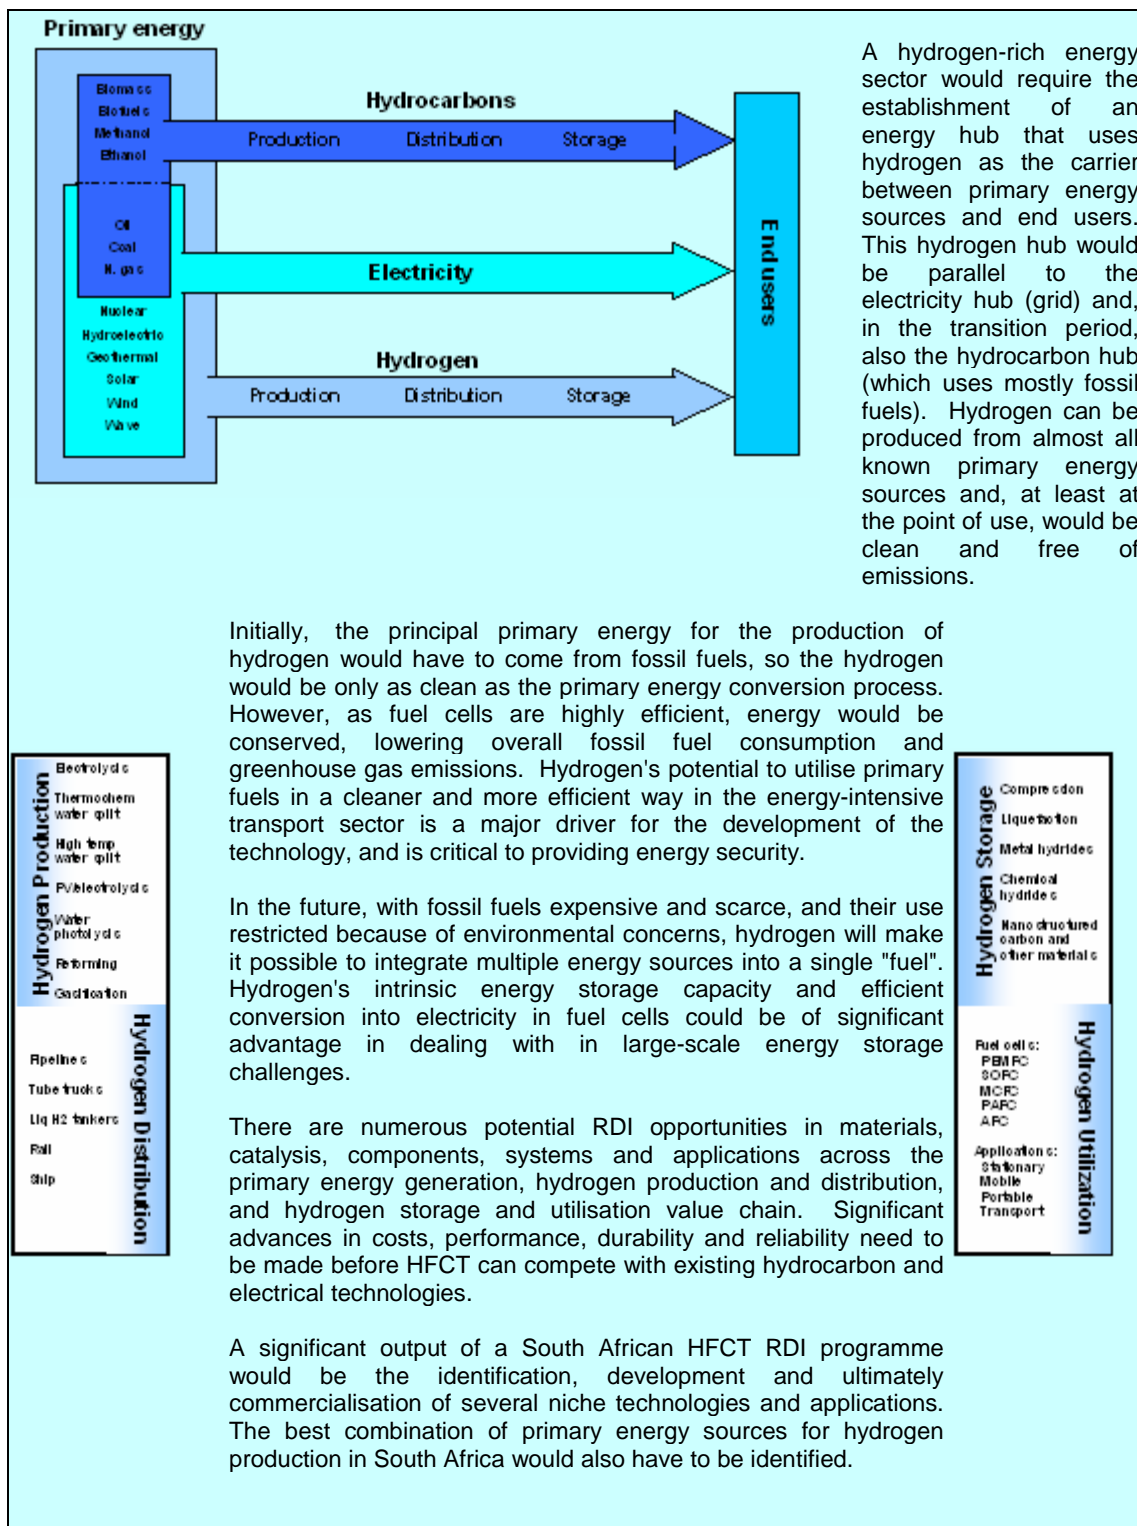 Primary energy
Biomass
Biofuels
Methanol
Ethanol
Oil
Coal
N. gas
Nuclear
Hydroelectric
Geothermal
Solar
Wind
Wave
Hydrocarbons
Production Distribution Storage
Electricity
Hydrogen
Production Distribution Storage
End users
A hydrogen-rich energy
sector would require the
establishment of an
energy hub that uses
hydrogen as the carrier
between primary energy
sources and end users.
This hydrogen hub would
be parallel to the
electricity hub (grid) and,
in the transition period,
also the hydrocarbon hub
(which uses mostly fossil
fuels). Hydrogen can be
produced from almost all
known primary energy
sources and, at least at
the point of use, would be
clean and free of
emissions.
Initially, the principal primary energy for the production of
hydrogen would have to come from fossil fuels, so the hydrogen
would be only as clean as the primary energy conversion process.
However, as fuel cells are highly efficient, energy would be
conserved, lowering overall fossil fuel consumption and
greenhouse gas emissions. Hydrogen's potential to utilise primary
fuels in a cleaner and more efficient way in the energy-intensive
transport sector is a major driver for the development of the
technology, and is critical to providing energy security.
In the future, with fossil fuels expensive and scarce, and their use
restricted because of environmental concerns, hydrogen will make
it possible to integrate multiple energy sources into a single "fuel".
Hydrogen's intrinsic energy storage capacity and efficient
conversion into electricity in fuel cells could be of significant
advantage in dealing with in large-scale energy storage
challenges.
There are numerous potential RDI opportunities in materials,
catalysis, components, systems and applications across the
primary energy generation, hydrogen production and distribution,
and hydrogen storage and utilisation value chain. Significant
advances in costs, performance, durability and reliability need to
be made before HFCT can compete with existing hydrocarbon and
electrical technologies.
A significant output of a South African HFCT RDI programme
would be the identification, development and ultimately
commercialisation of several niche technologies and applications.
The best combination of primary energy sources for hydrogen
production in South Africa would also have to be identified.
Hydrogen Production
Electrolysis
Thermochem
water split
High temp
water split
PV/electrolysis
Water
photolysis
Reforming
Gasification
Hydrogen Distribution
Pipelines
Tube trucks
Liq H2 tankers
Rail
Ship
Hydrogen Storage
Compression
Liquefaction
Metal hydrides
Chemical
hydrides
Nano structured
carbon and
other materials
Hydrogen Utilization
Fuel cells:
PEMFC
SOFC
MCFC
PAFC
AFC
Applications:
Stationary
Mobile
Portable
Transport